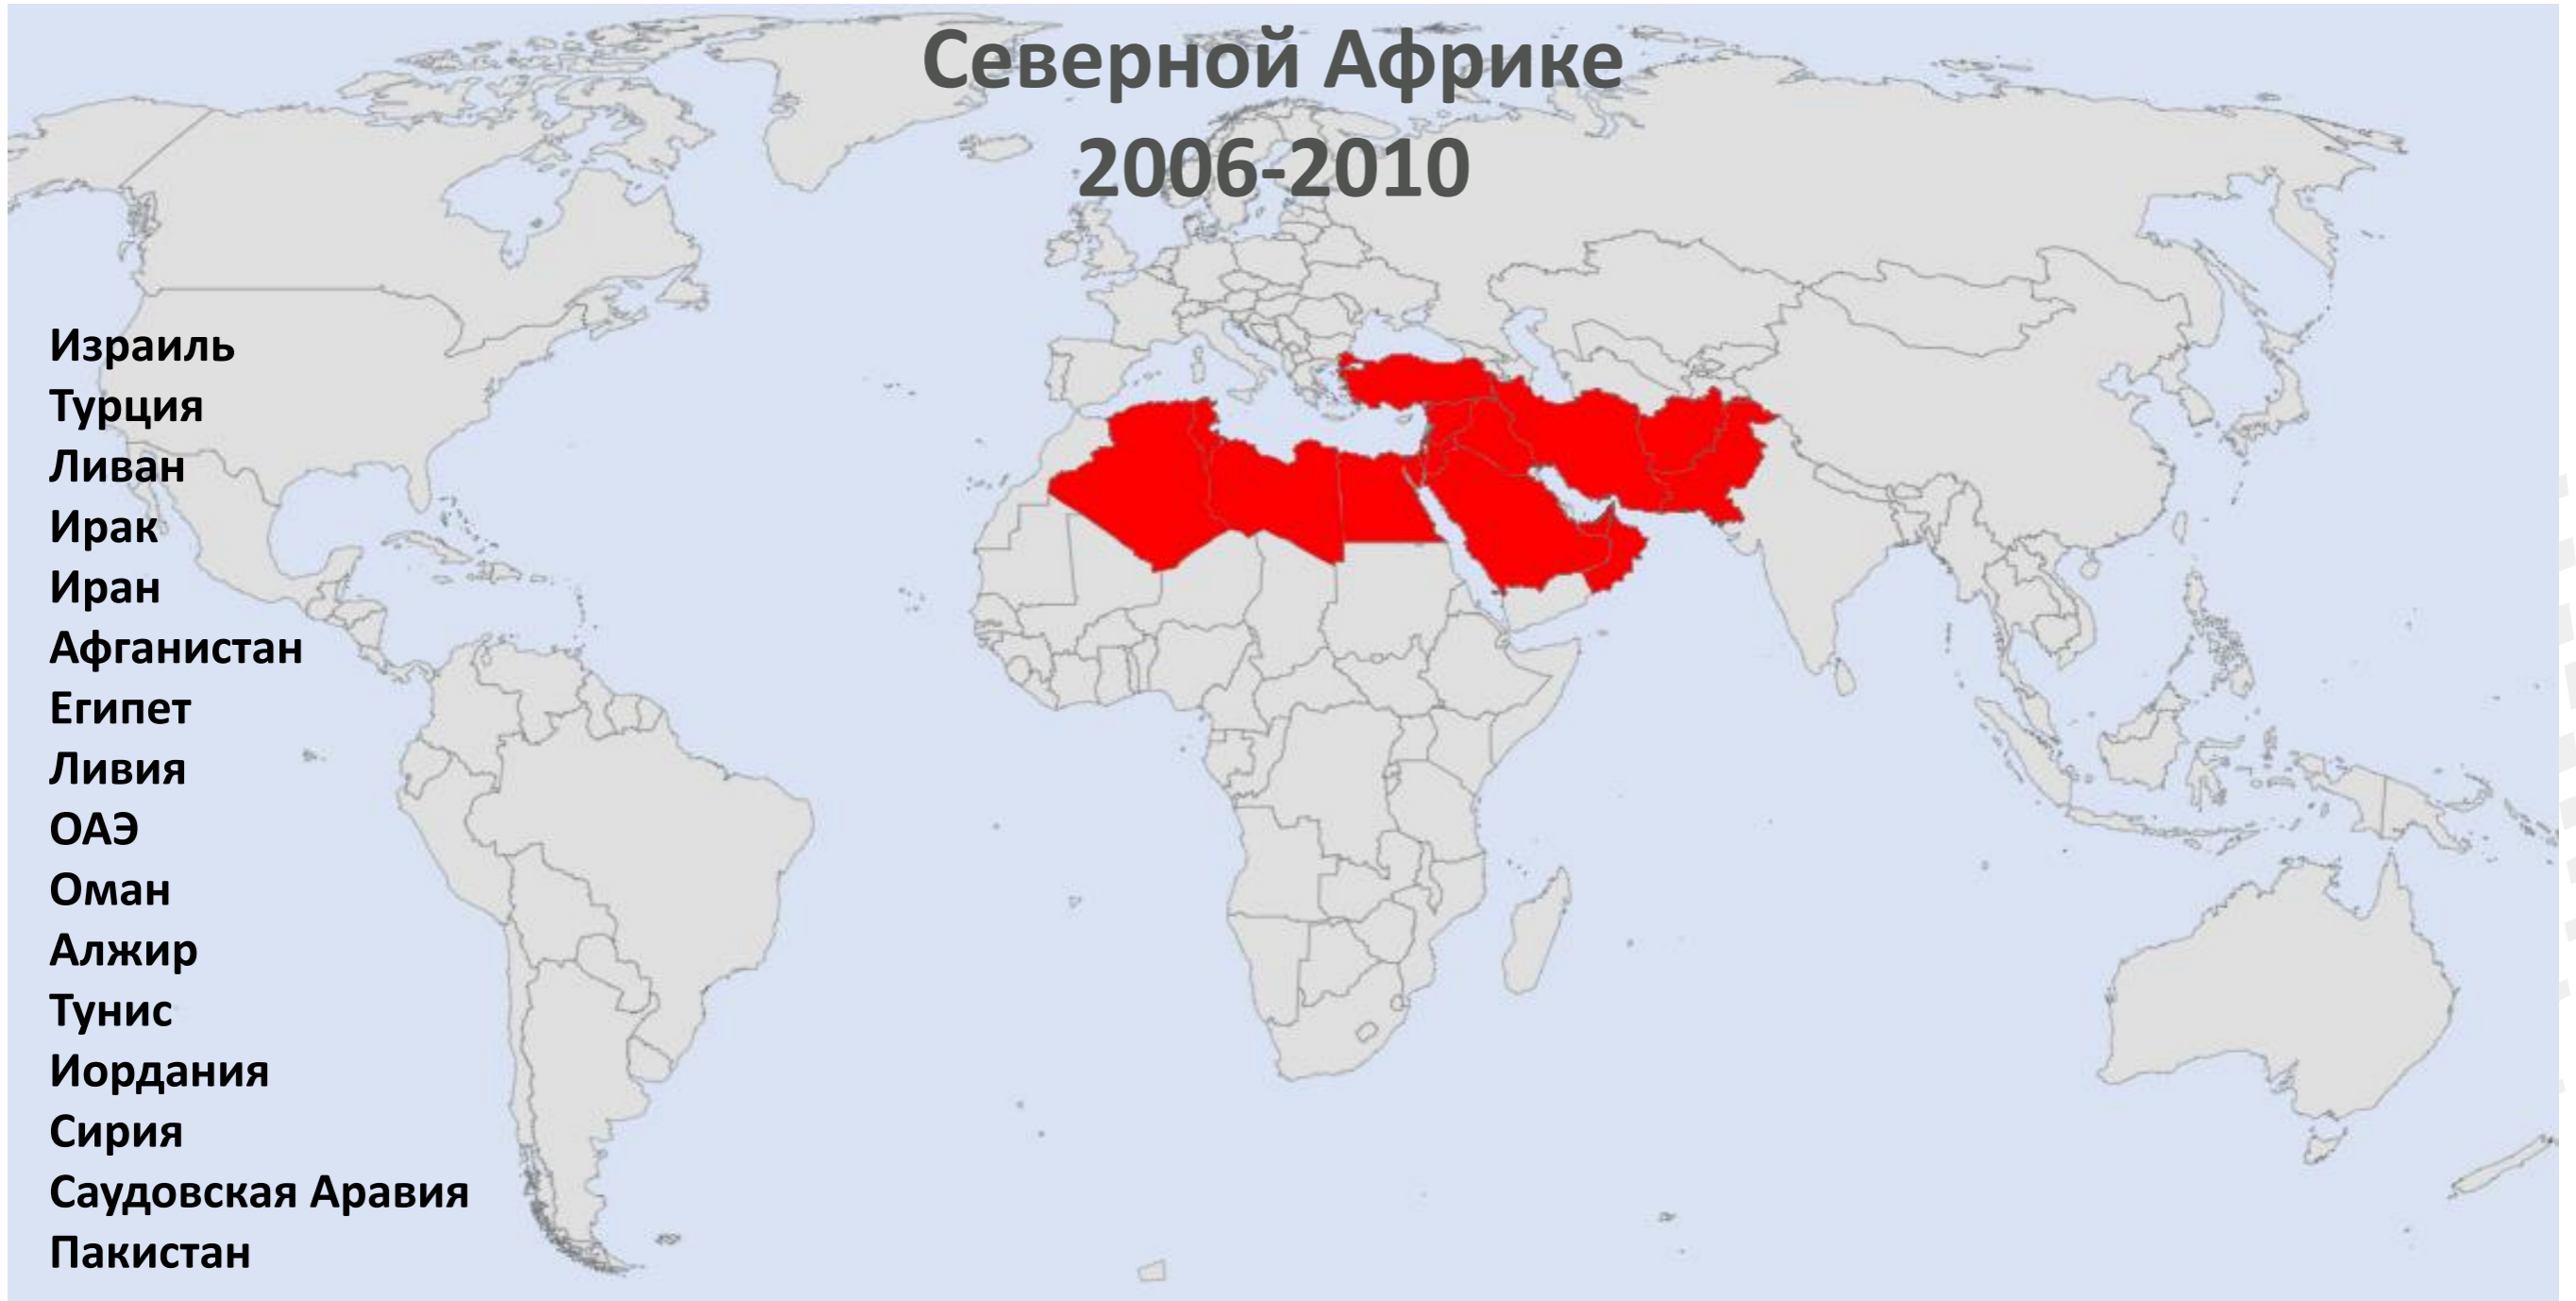 Северной Африке
2006-2010
Израиль
Турция
Ливан
Ирак
Иран
Афганистан
Египет
Ливия
ОАЭ
Оман
Алжир
Тунис
Иордания
Сирия
Саудовская Аравия
Пакистан